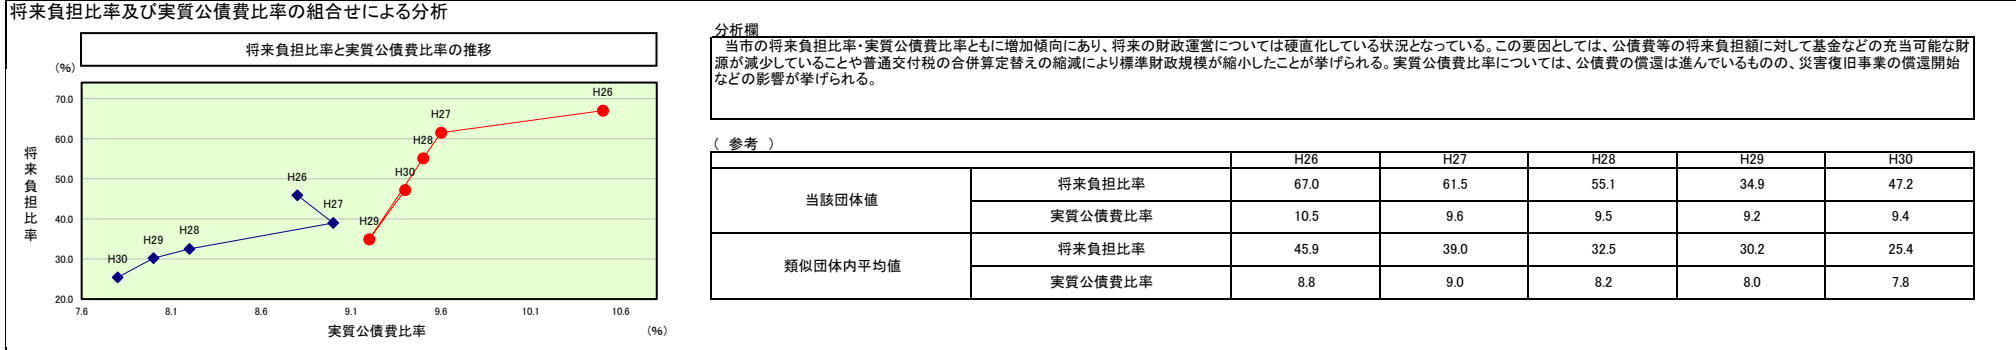 将来負担比率及び実質公債費比率の組合せによる分析
将来負担比率と実質公債費比率の推移
(%)
70.0
60.0
50.0
40.0
30.0
20.0
将来負担比率
H26
H27
H28
H30
H29
H26
H27
H28
H29
H30
7.6 8.1 8.6 9.1 9.6 10.1 10.6
実質公債費比率
(%)
分析欄
当市の将来負担比率・実質公債費比率ともに増加傾向にあり、将来の財政運営については硬直化している状況となっている。この要因としては、公債費等の将来負担額に対して基金などの充当可能な財
源が減少していることや普通交付税の合併算定替えの縮減により標準財政規模が縮小したことが挙げられる。実質公債費比率については、公債費の償還は進んでいるものの、災害復旧事業の償還開始
などの影響が挙げられる。
( 参考 )
H26 H27 H28 H29 H30
当該団体値
将来負担比率 67.0 61.5 55.1 34.9 47.2
実質公債費比率 10.5 9.6 9.5 9.2 9.4
類似団体内平均値
将来負担比率 45.9 39.0 32.5 30.2 25.4
実質公債費比率 8.8 9.0 8.2 8.0 7.8